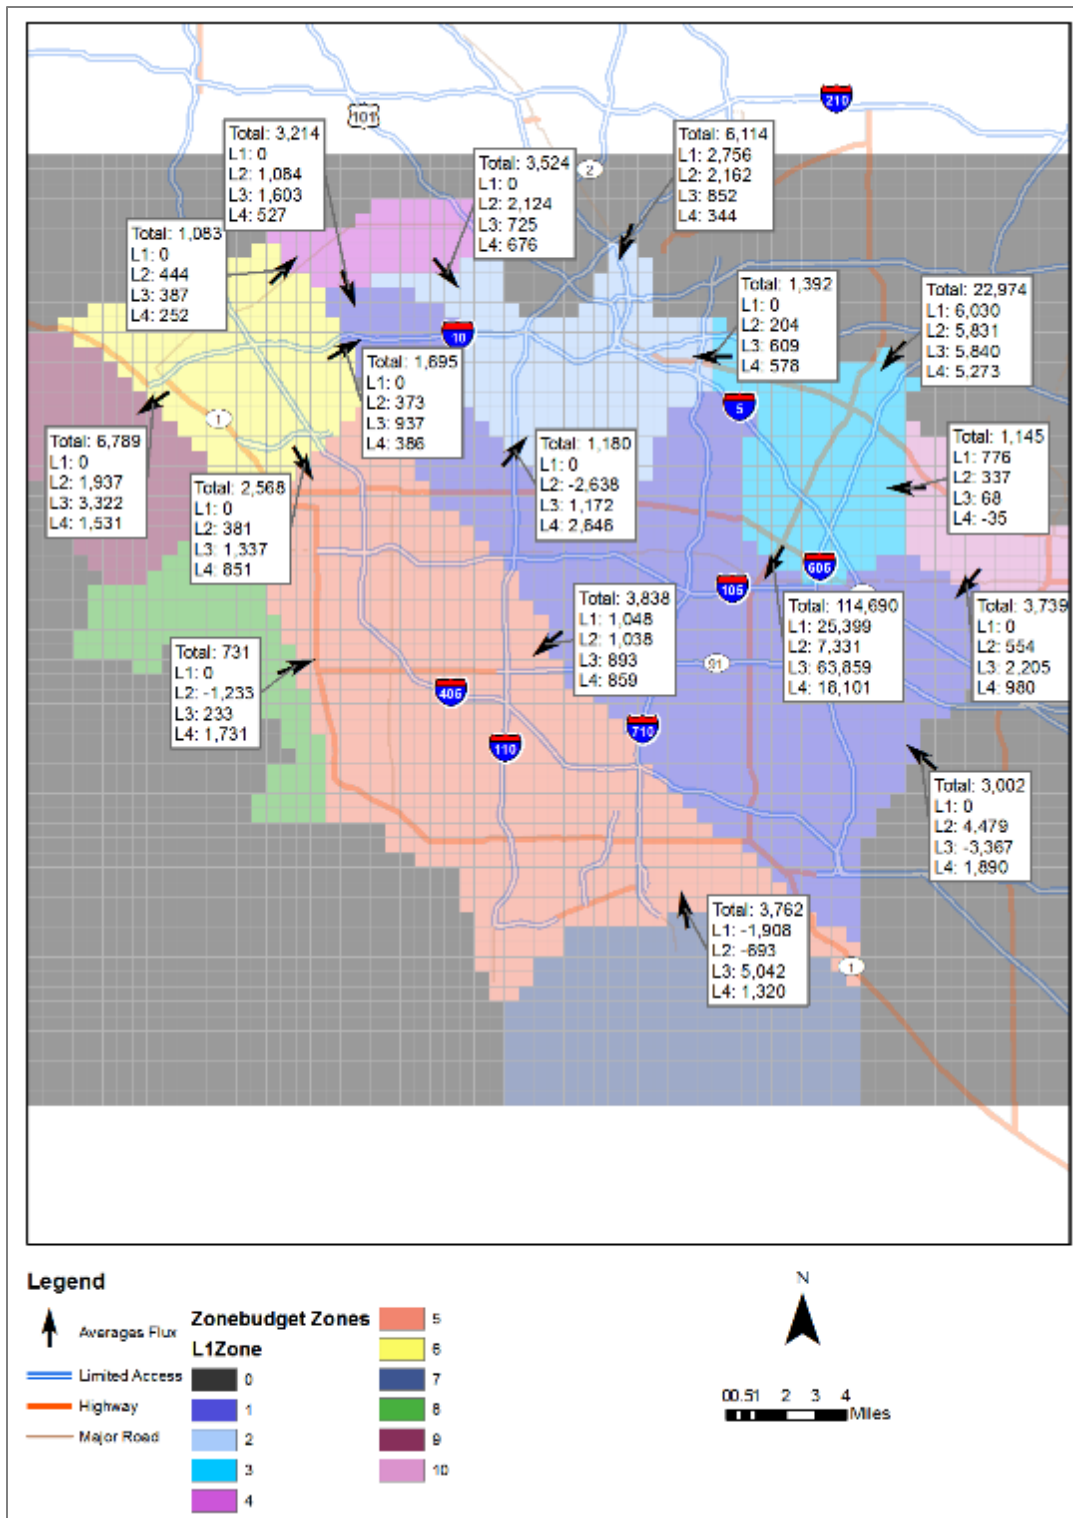 210
101
Total: 3,214
L1: 0
L2: 1,084
L3: 1,603
L4: 527
Total: 6,114
L1: 2,756
L2: 2,162
L3: 852
L4: 344
Total: 3,524
L1: 0
L2: 2,124
L3: 725
L4: 676
2
Total: 1,083
L1: 0
L2: 444
L3: 387
L4: 252
Total: 1,392
L1: 0
L2: 204
L3: 609
L4: 578
Total: 22,974
L1: 6,030
L2: 5,831
L3: 5,840
L4: 5,273
10
Total: 1,695
L1: 0
L2: 373
L3: 937
L4: 386
5
1
Total: 6,789
L1: 0
L2: 1,937
L3: 3,322
L4: 1,531
Total: 1,180
L1: 0
L2: -2,638
L3: 1,172
L4: 2,646
Total: 1,145
L1: 776
L2: 337
L3: 68
L4: -35
Total: 2,568
L1: 0
L2: 381
L3: 1,337
L4: 851
605
105
Total: 3,838
L1: 1,048
L2: 1,038
L3: 893
L4: 859
Total: 114,690
L1: 25,399
L2: 7,331
L3: 63,859
L4: 18,101
Total: 3,739
L1: 0
L2: 554
L3: 2,205
L4: 980
Total: 731
L1: 0
L2: -1,233
L3: 233
L4: 1,731
91
405
710
110
Total: 3,002
L1: 0
L2: 4,479
L3: -3,367
L4: 1,890
Total: 3,762
L1: -1,908
L2: -693
L3: 5,042
L4: 1,320
1
Legend
Averages Flux
Limited Access
Highway
Major Road
Zonebudget Zones
L1Zone
0
1
2
3
4
5
6
7
8
9
10
N
00.51 2 3 4
Miles